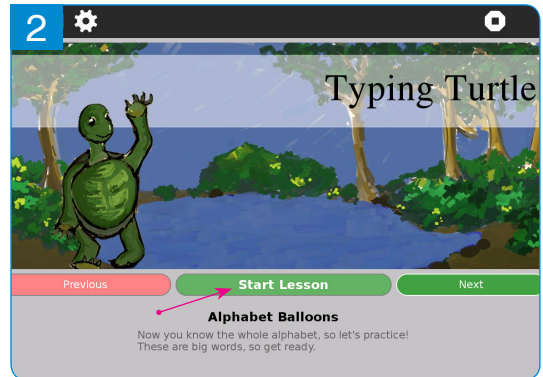 2
Typing Turtle
Previous
Start Lesson
Next
Alphabet Balloons
Now you know the whole alphabet, so let's practice!
These are big words, so get ready.